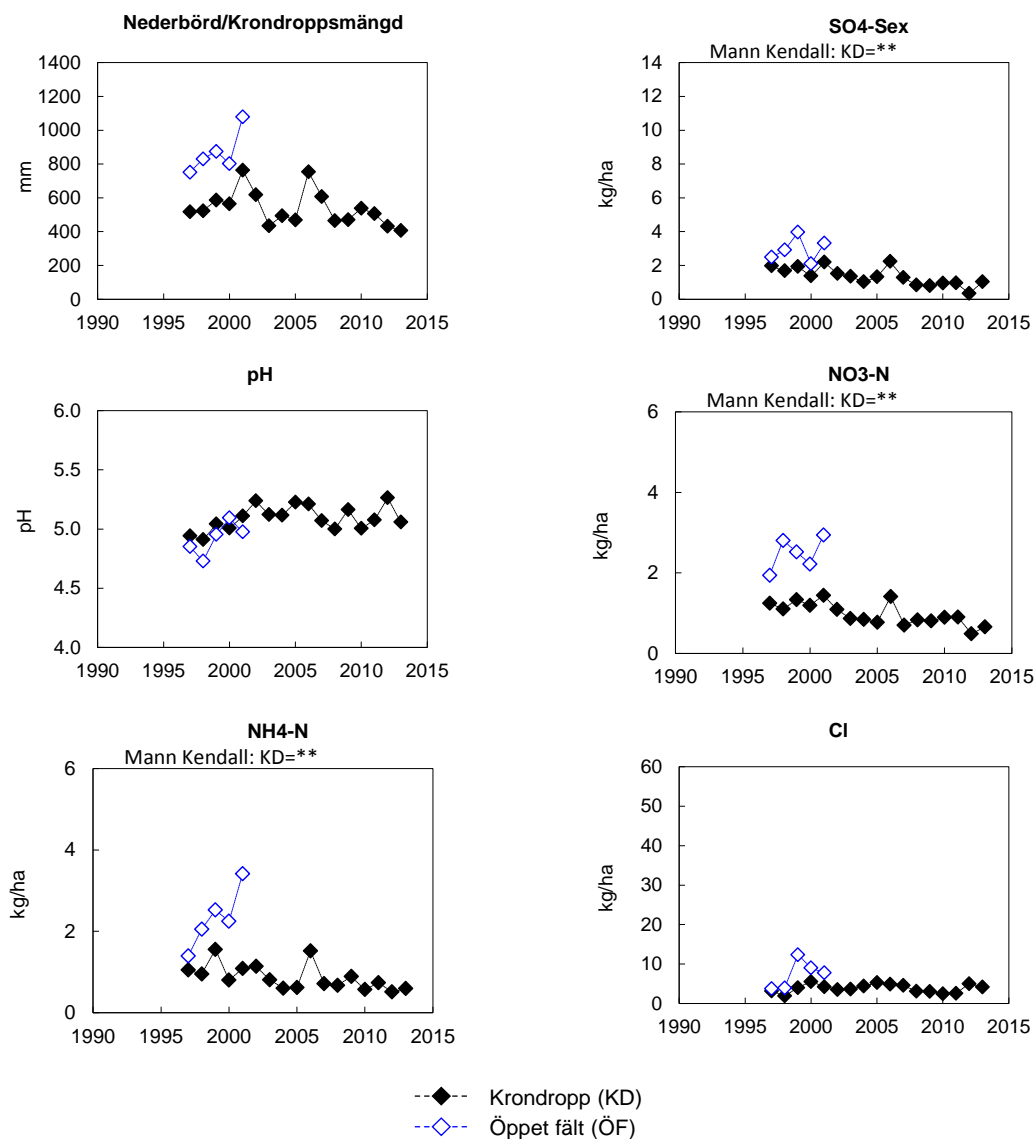 Nederbörd/Krondroppsmängd
1400
1200
1000
800
600
400
200
0
mm
1990 1995 2000 2005 2010 2015
SO4-Sex
Mann Kendall: KD=**
14
12
10
8
6
4
2
0
kg/ha
1990 1995 2000 2005 2010 2015
pH
6.0
5.5
5.0
4.5
4.0
pH
1990 1995 2000 2005 2010 2015
NO3-N
Mann Kendall: KD=**
6
4
2
0
kg/ha
1990 1995 2000 2005 2010 2015
NH4-N
Mann Kendall: KD=**
6
4
2
0
kg/ha
1990 1995 2000 2005 2010 2015
Cl
60
50
40
30
20
10
0
kg/ha
1990 1995 2000 2005 2010 2015
Krondropp (KD)
Öppet fält (ÖF)